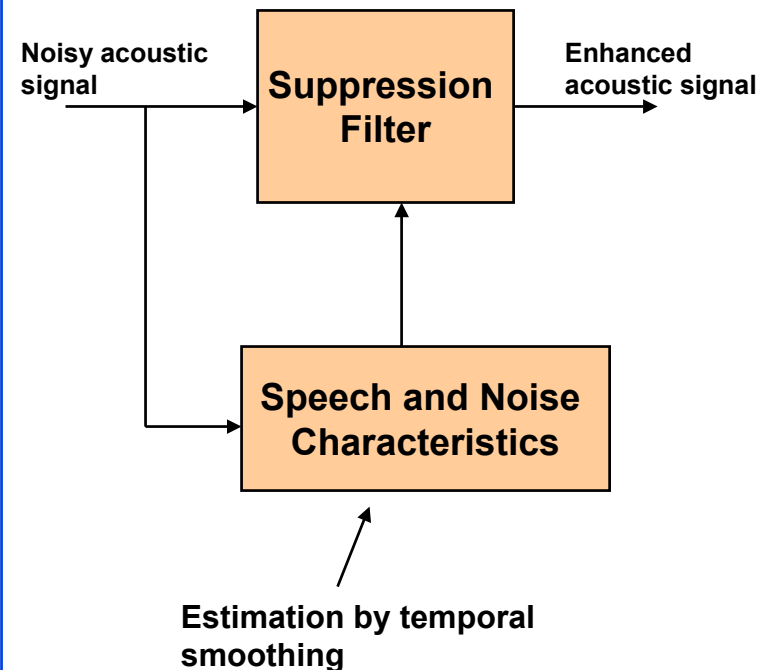 Noisy acoustic
signal
Suppression
Filter
Enhanced
acoustic signal
Speech and Noise
Characteristics
Estimation by temporal
smoothing